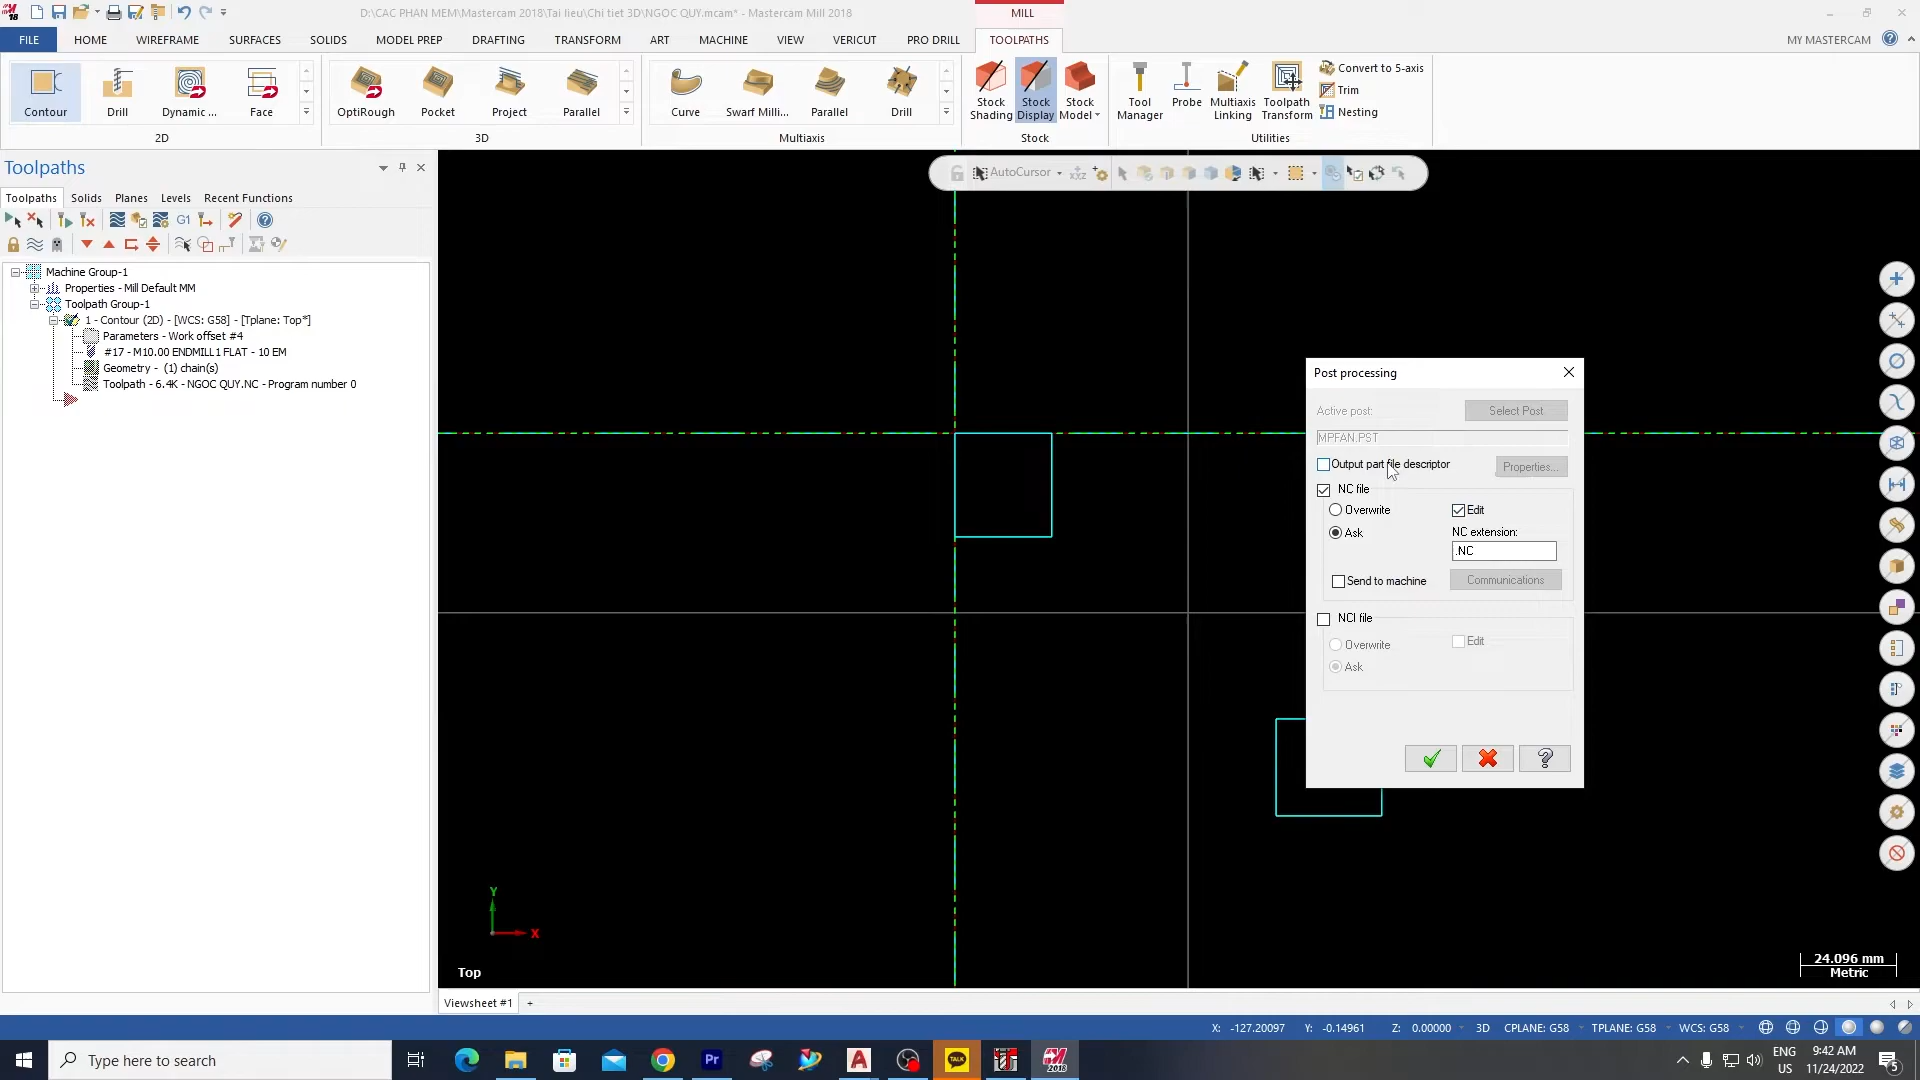 D:\CAC PHAN MEM\Mastercam 2018\Tai lieu\Chi tiet 3D\NGOC QUY.mcam* - Mastercam Mill 2018
MILL
FILE HOME WIREFRAME SURFACES SOLIDS MODEL PREP DRAFTING TRANSFORM ART MACHINE VIEW VERICUT PRO DRILL TOOLPATHS MY MASTERCAM
Contour Drill Dynamic ... Face
2D
OptiRough Pocket Project Parallel
3D
Curve Swarf Milli... Parallel Drill
Multiaxis
Stock Shading
Stock Display
Stock Model
Stock
Tool Manager
Probe
Multiaxis Linking
Toolpath Transform
Convert to 5-axis
Trim
Nesting
Utilities
Toolpaths
AutoCursor
Toolpaths Solids Planes Levels Recent Functions
G1
Machine Group-1
Properties - Mill Default MM
Toolpath Group-1
1 - Contour (2D) - [WCS: G58] - [Tplane: Top*]
Parameters - Work offset #4
#17 - M10.00 ENDMILL1 FLAT - 10 EM
Geometry - (1) chain(s)
Toolpath - 6.4K - NGOC QUY.NC - Program number 0
Post processing
Active post: Select Post
MPFAN.PST
Output part file descriptor Properties...
NC file
Overwrite Edit
Ask NC extension:
.NC
Send to machine Communications
NCI file
Overwrite Edit
Ask
Y
X
Top
24.096 mm
Metric
Viewsheet #1 +
X: -127.20097 Y: -0.14961 Z: 0.00000 3D CPLANE: G58 TPLANE: G58 WCS: G58
Type here to search
Pr
A
TALK
2018
ENG
US
9:42 AM
11/24/2022
5